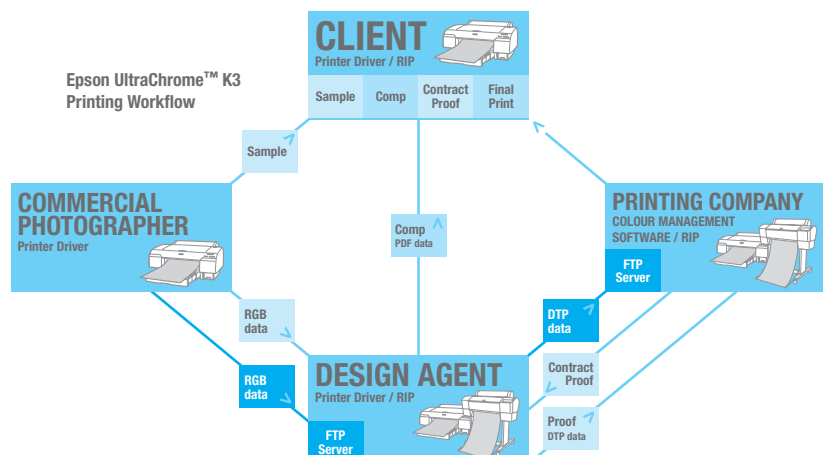 Epson UltraChrome™ K3
Printing Workflow
CLIENT
Printer Driver / RIP
Sample
Comp
Contract
Proof
Final
Print
Sample
COMMERCIAL
PHOTOGRAPHER
Printer Driver
PRINTING COMPANY
COLOUR MANAGEMENT
SOFTWARE / RIP
FTP
Server
Comp
PDF data
RGB
data
DTP
data
RGB
data
DESIGN AGENT
Printer Driver / RIP
FTP
Server
Contract
Proof
Proof
DTP data